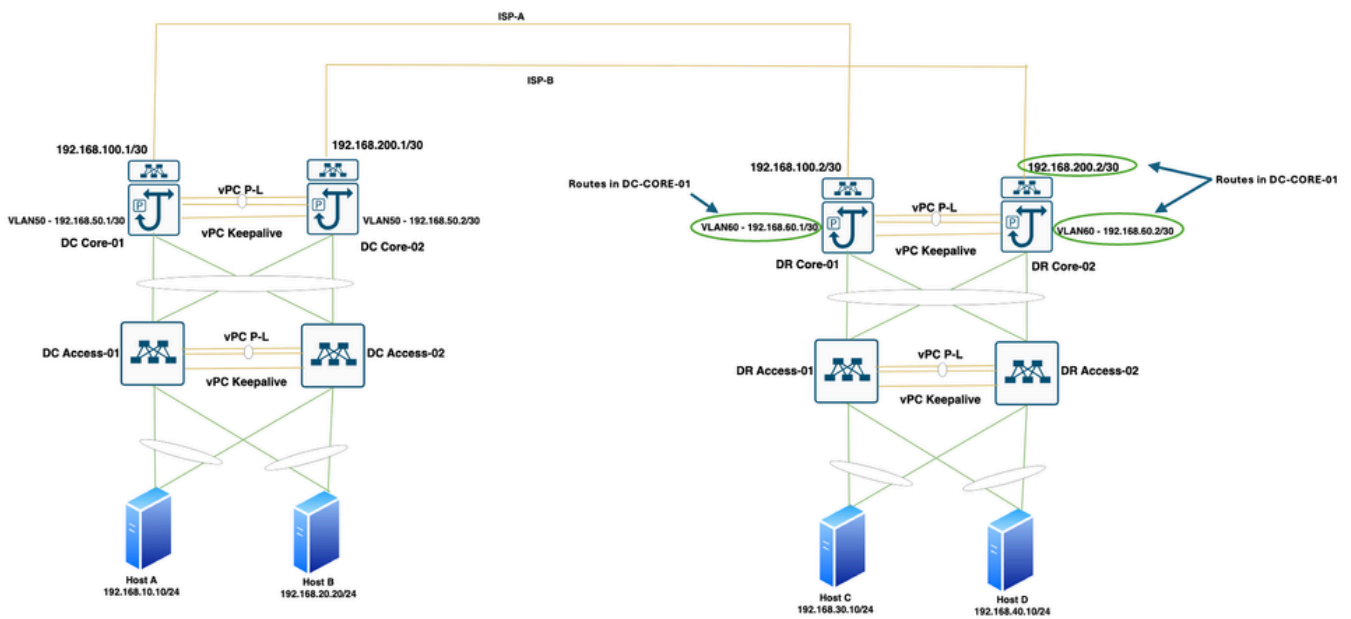 ISP-A
ISP-B
192.168.100.1/30
192.168.200.1/30
P
vPC P-L
P
VLAN50 - 192.168.50.1/30
VLAN50 - 192.168.50.2/30
vPC Keepalive
DC Core-01
DC Core-02
DC Access-01
vPC P-L
DC Access-02
vPC Keepalive
Host A
192.168.10.10/24
Host B
192.168.20.20/24
192.168.100.2/30
192.168.200.2/30
Routes in DC-CORE-01
Routes in DC-CORE-01
P
vPC P-L
P
VLAN60 - 192.168.60.1/30
VLAN60 - 192.168.60.2/30
vPC Keepalive
DR Core-01
DR Core-02
DR Access-01
vPC P-L
DR Access-02
vPC Keepalive
Host C
192.168.30.10/24
Host D
192.168.40.10/24